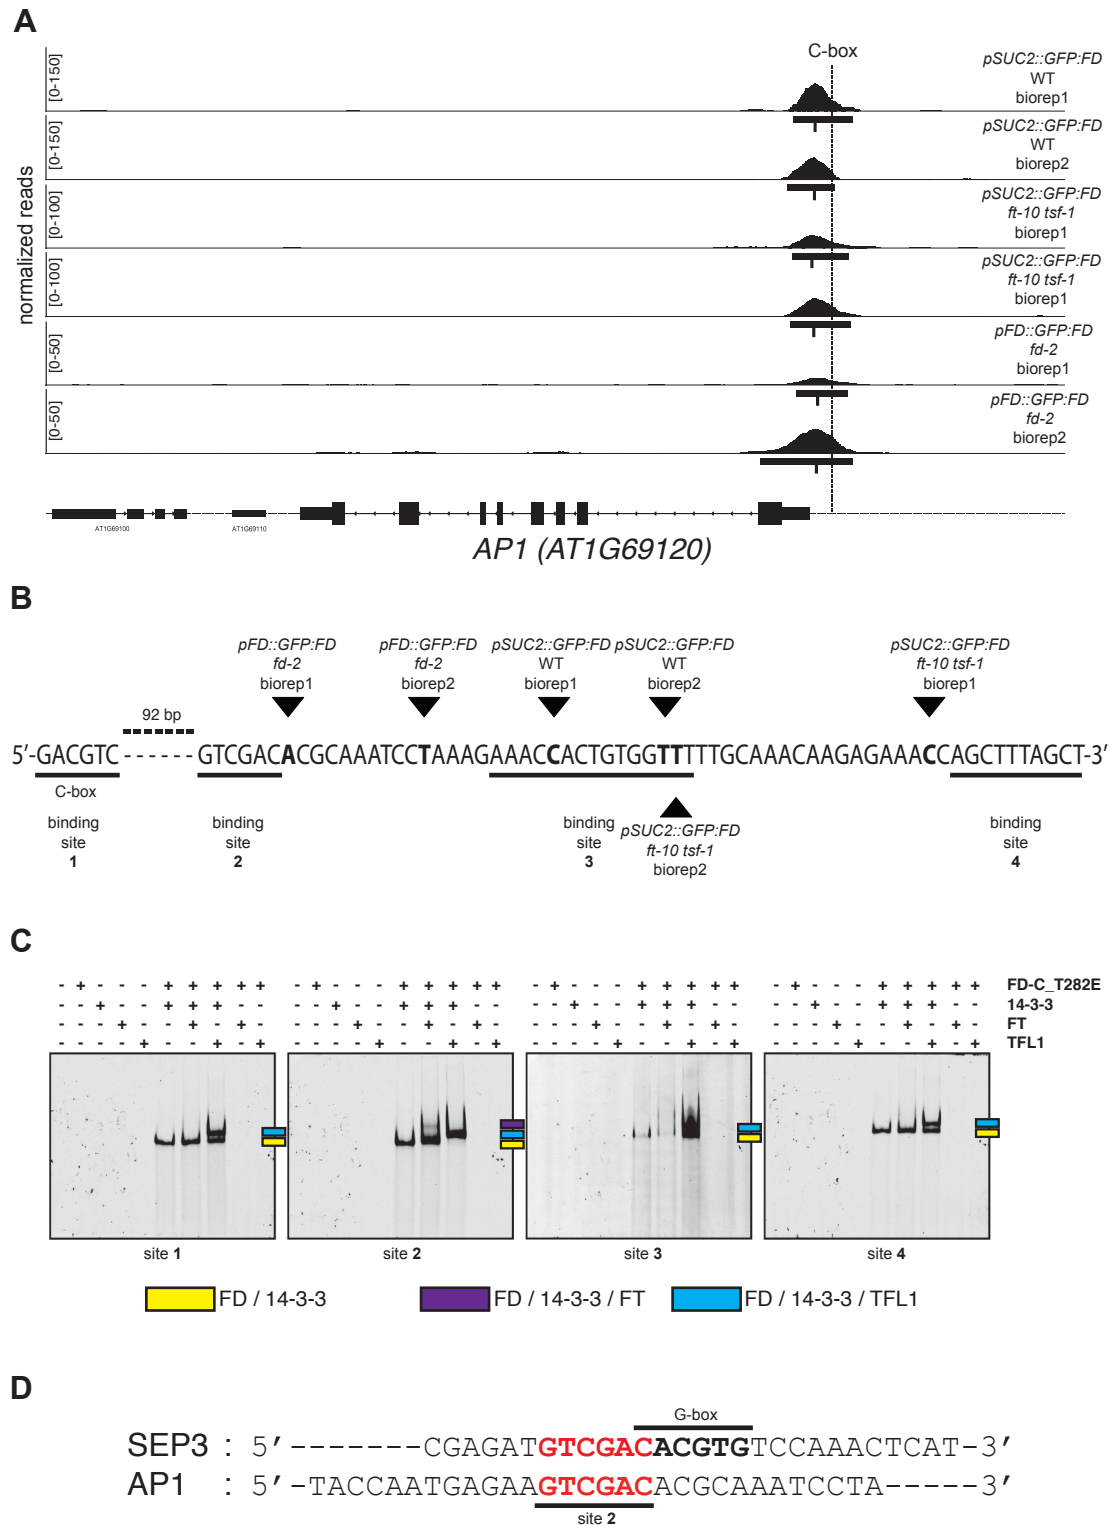 A
C-box
normalized reads
[0-150]
pSUC2::GFP:FD
WT
biorep1
[0-150]
pSUC2::GFP:FD
WT
biorep2
[0-100]
pSUC2::GFP:FD
ft-10 tsf-1
biorep1
[0-100]
pSUC2::GFP:FD
ft-10 tsf-1
biorep1
[0-50]
pFD::GFP:FD
fd-2
biorep1
[0-50]
pFD::GFP:FD
fd-2
biorep2
AT1G69100
AT1G69110
AP1 (AT1G69120)
B
pFD::GFP:FD pFD::GFP:FD pSUC2::GFP:FD pSUC2::GFP:FD pSUC2::GFP:FD
fd-2 fd-2 WT WT ft-10 tsf-1
biorep1 biorep2 biorep1 biorep2 biorep1
92 bp
5'-GACGTC------GTCGACACGCAAATCCTAAAGAAACCACTGTGGTTTTTGCAAACAAGAGAAACCAGCTTTAGCT-3'
C-box
binding site 1
binding site 2
binding site 3
pSUC2::GFP:FD
ft-10 tsf-1
biorep2
binding site 4
C
- + - - - + + + + + - + - - - + + + + + - + - - - + + + + + - + - - - + + + + + FD-C_T282E
- - + - - + + + - - - - + - - + + + - - - - + - - + + + - - - - + - - + + + - - 14-3-3
- - - + - - + - + - - - - + - - + - + - - - - + - - + - + - - - - + - - + - + - FT
- - - - + - - + - + - - - - + - - + - + - - - - + - - + - + - - - - + - - + - + TFL1
site 1
site 2
site 3
site 4
FD / 14-3-3
FD / 14-3-3 / FT
FD / 14-3-3 / TFL1
D
G-box
SEP3 : 5'-------CGAGATGTCGACACGTGTCCAAACTCAT-3'
AP1 : 5'-TACCAATGAGAAGTCGACACGCAAATCCTA-----3'
site 2